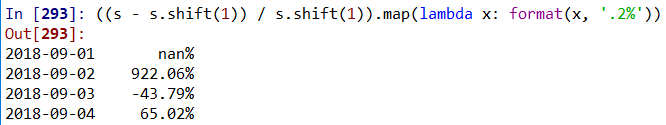 In [293]: ((s - s.shift(1)) / s.shift(1)).map(lambda x: format(x, '.2%'))
Out[293]:
2018-09-01       nan%
2018-09-02    922.06%
2018-09-03    -43.79%
2018-09-04     65.02%